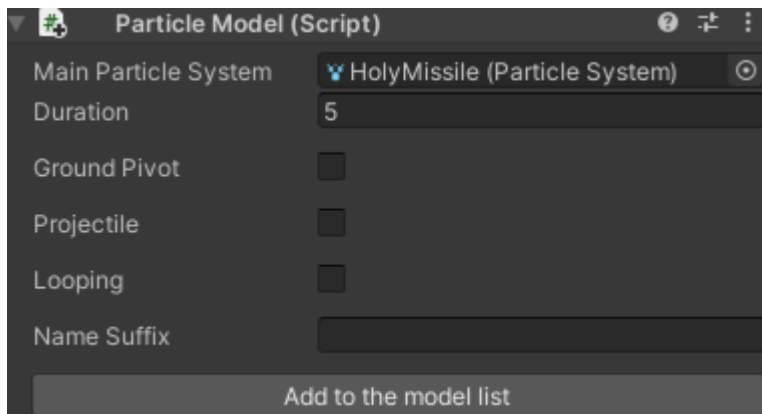 Particle Model (Script)
Main Particle System HolyMissile (Particle System)
Duration 5
Ground Pivot
Projectile
Looping
Name Suffix
Add to the model list